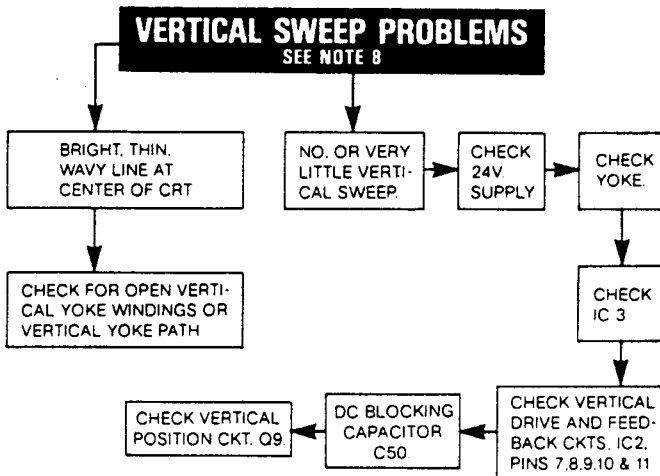 VERTICAL SWEEP PROBLEMS
SEE NOTE 8
BRIGHT, THIN,
WAVY LINE AT
CENTER OF CRT
NO, OR VERY
LITTLE VERTI-
CAL SWEEP.
CHECK
24V.
SUPPLY
CHECK
YOKE.
CHECK FOR OPEN VERTI-
CAL YOKE WINDINGS OR
VERTICAL YOKE PATH
CHECK
IC 3
CHECK VERTICAL
DRIVE AND FEED-
BACK CKTS, IC2,
PINS 7,8,9,10 & 11
DC BLOCKING
CAPACITOR
C50.
CHECK VERTICAL
POSITION CKT. Q9.